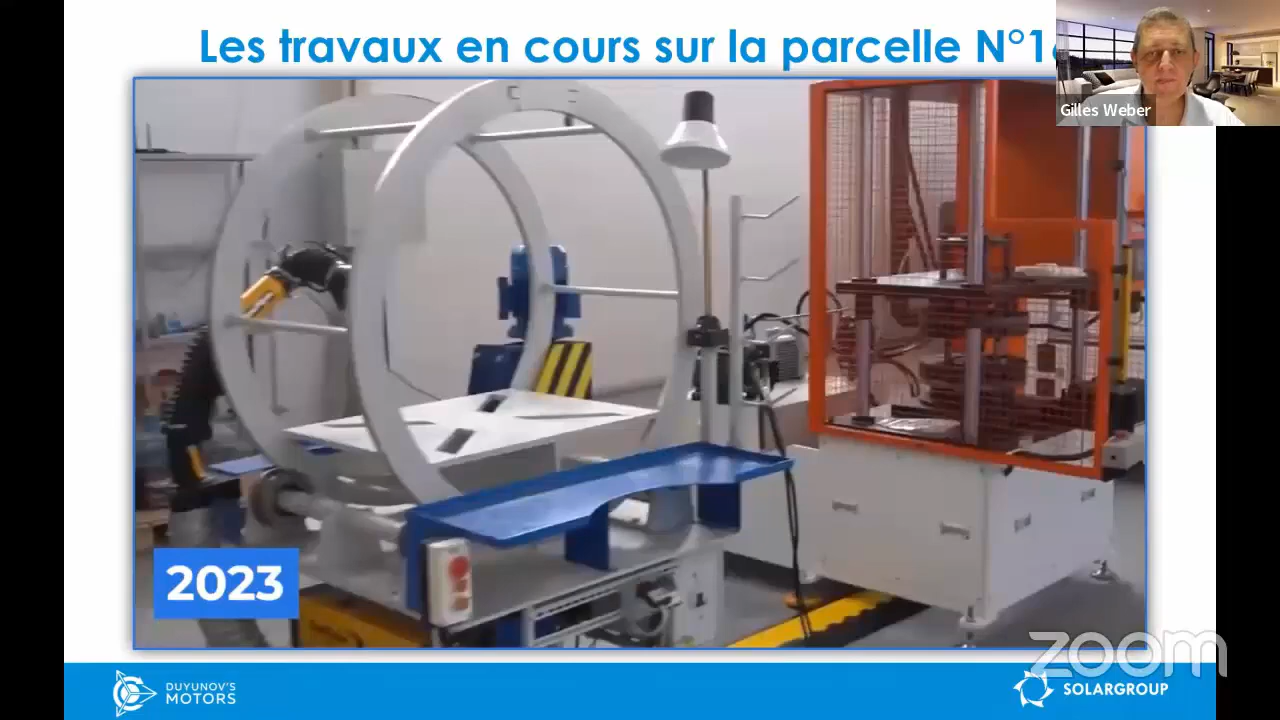 Les travaux en cours sur la parcelle N°1
Gilles Weber
2023
zoom
DUYUNOV'S
MOTORS
SOLARGROUP